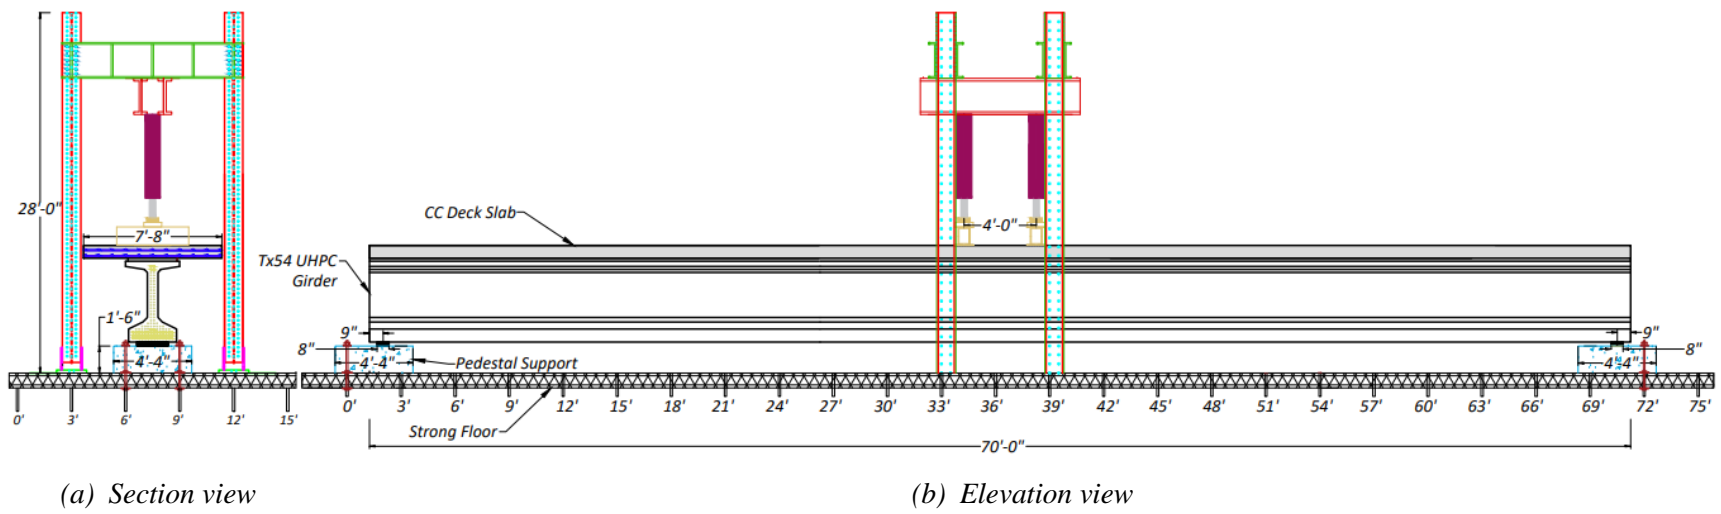 28'-0"
7'-8"
1'-6"
4'-4"
0' 3' 6' 9' 12' 15'
CC Deck Slab
4'-0"
Tx54 UHPC
Girder
9"
8"
4'-4"
Pedestal Support
9"
8"
4'-4"
0' 3' 6' 9' 12' 15' 18' 21' 24' 27' 30' 33' 36' 39' 42' 45' 48' 51' 54' 57' 60' 63' 66' 69' 72' 75'
Strong Floor
70'-0"
(a) Section view
(b) Elevation view